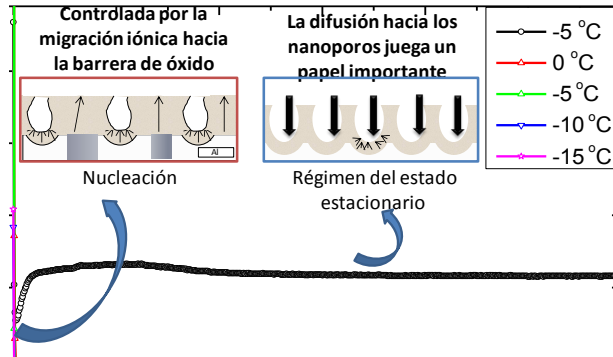 Controlada por la
migración iónica hacia
la barrera de óxido
La difusión hacia los
nanoporos juega un
papel importante
Al
Nucleación
Régimen del estado
estacionario
-5 °C
0 °C
-5 °C
-10 °C
-15 °C